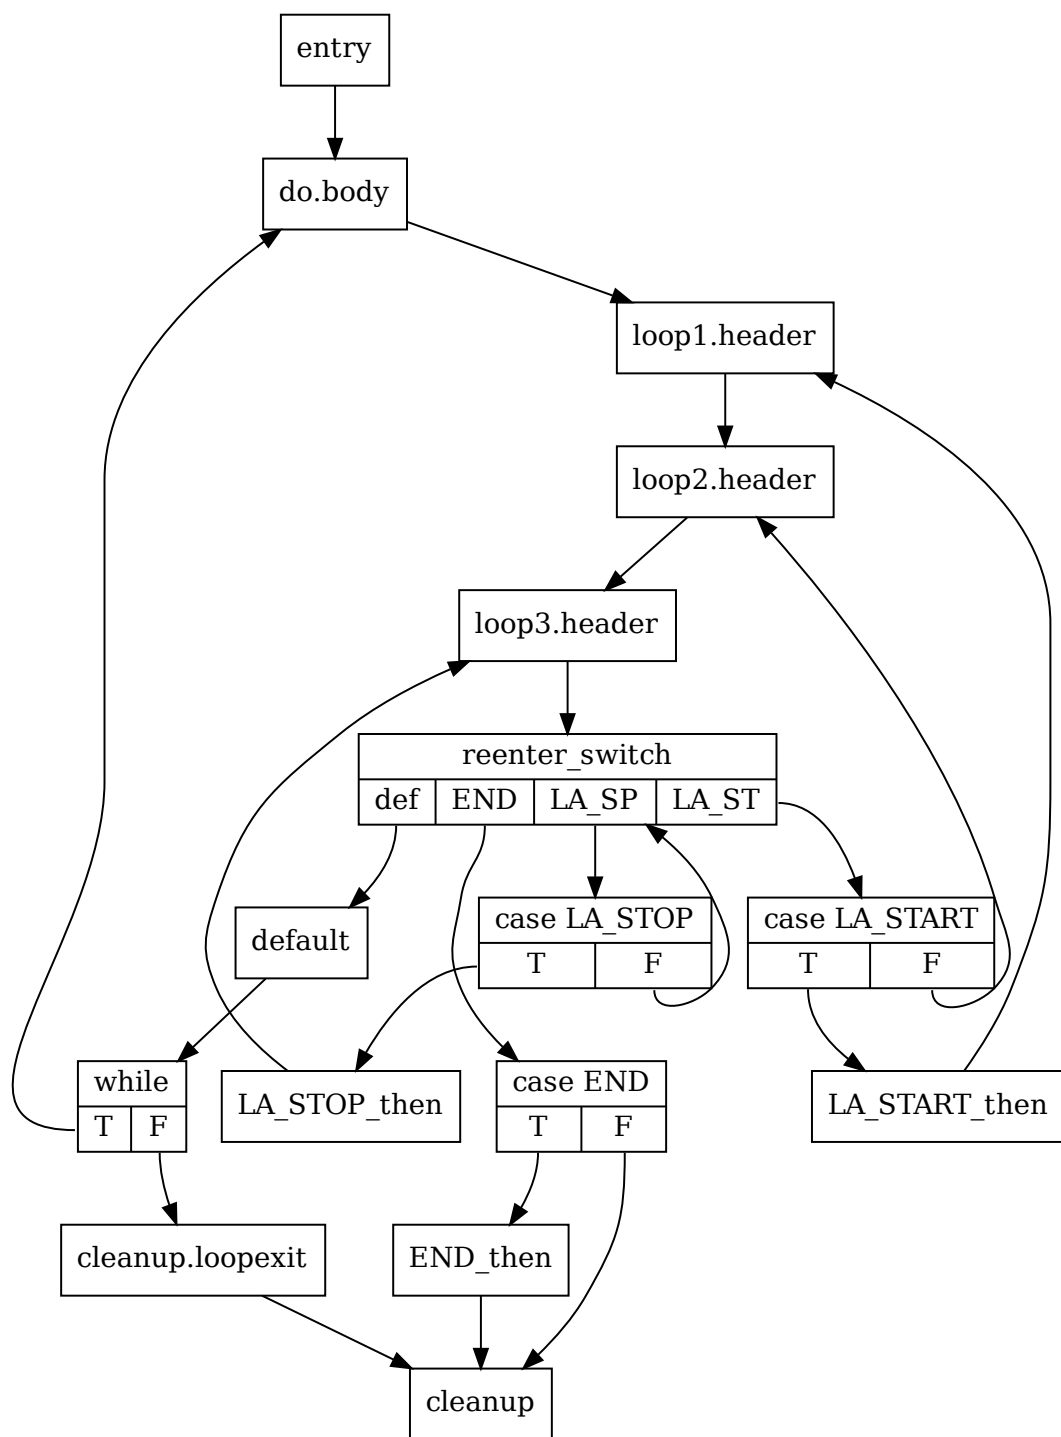 entry
do.body
loop1.header
loop2.header
loop3.header
reenter_switch
def END LA_SP LA_ST
default
case LA_STOP
T F
case LA_START
T F
while
T F
LA_STOP_then
case END
T F
LA_START_then
cleanup.loopexit
END_then
cleanup